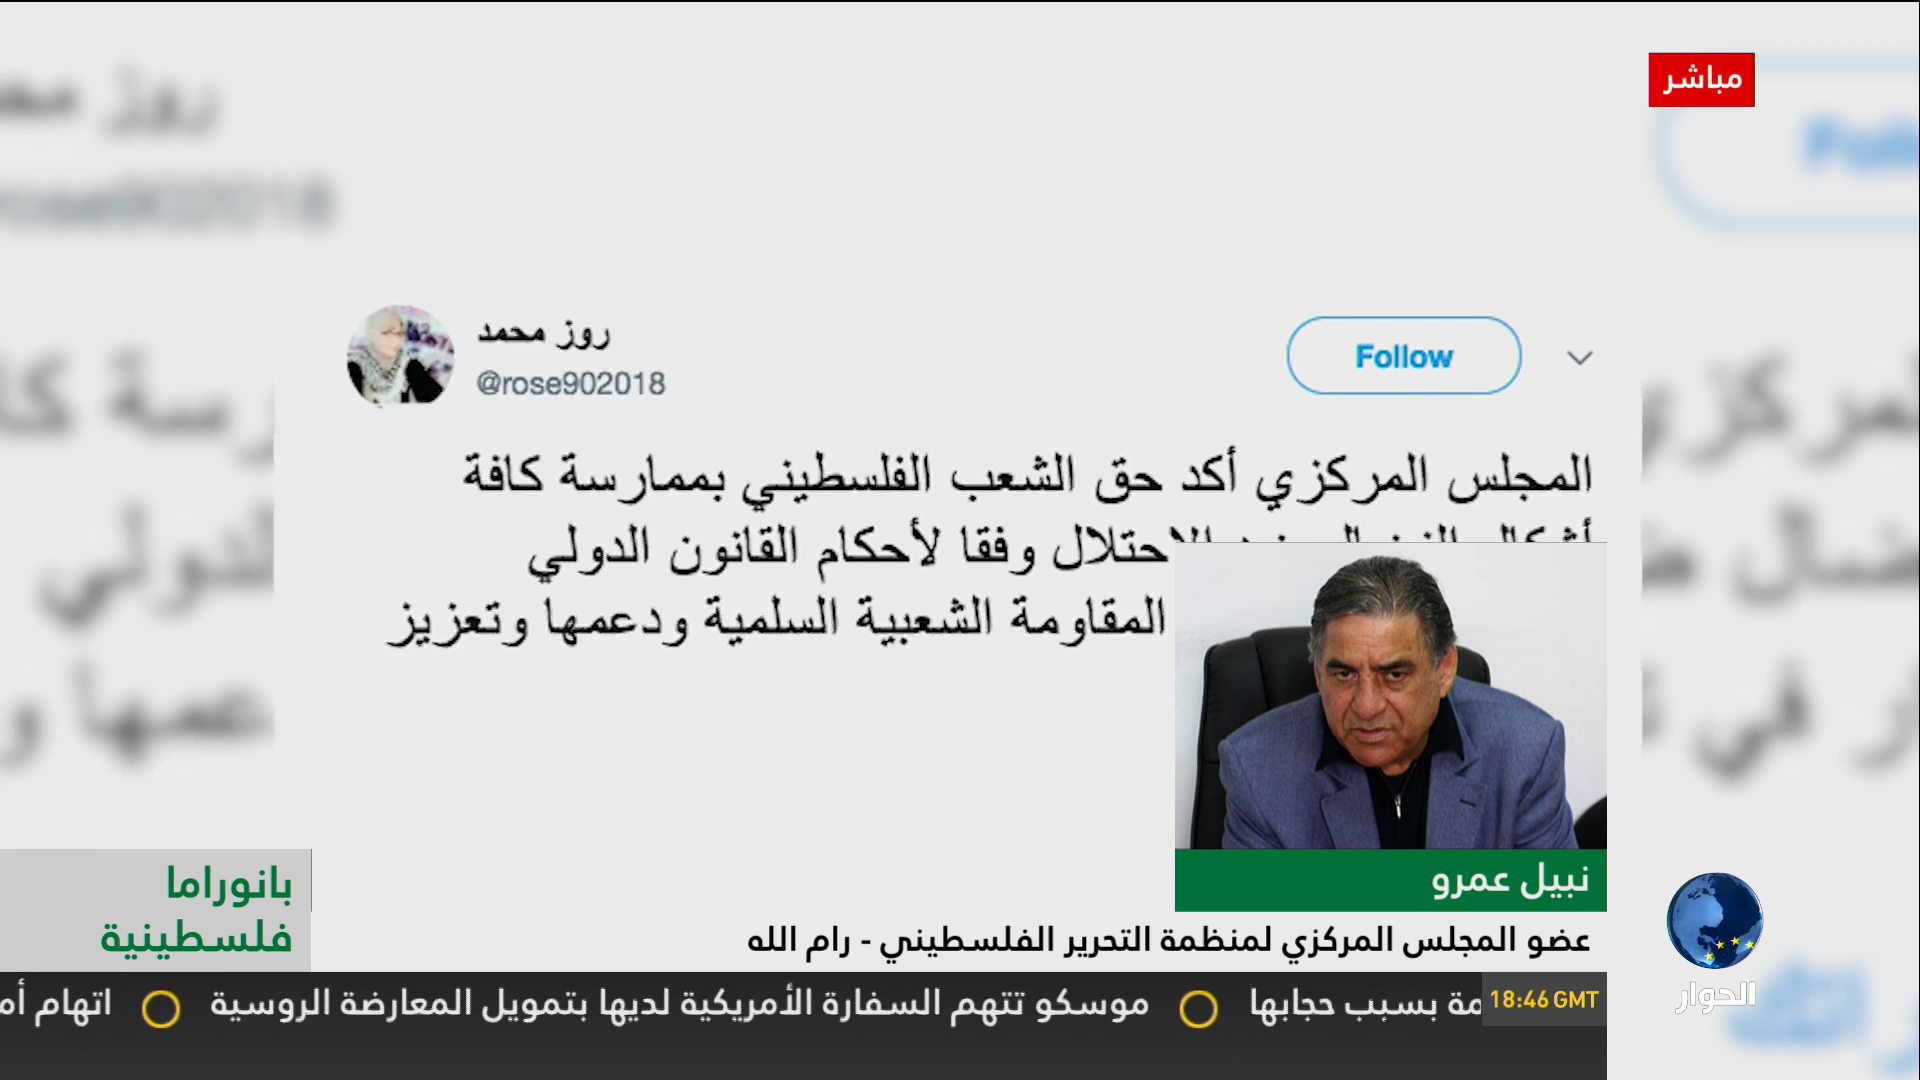 مباشر
روز محمد
@rose902018
Follow
المجلس المركزي أكد حق الشعب الفلسطيني بممارسة كافة
الاحتلال وفقا لأحكام القانون الدولي
المقاومة الشعبية السلمية ودعمها وتعزيز
نبيل عمرو
عضو المجلس المركزي لمنظمة التحرير الفلسطيني - رام الله
بانوراما
فلسطينية
الحوار
18:46 GMT
بسبب حجابها
موسكو تتهم السفارة الأمريكية لديها بتمويل المعارضة الروسية
اتهام